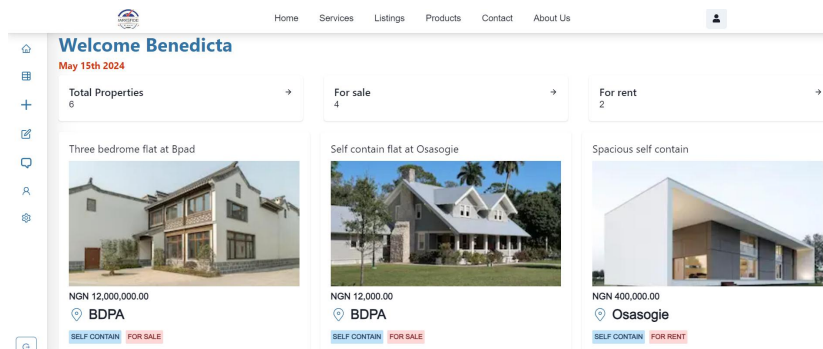 Home Services Listings Products Contact About Us
Welcome Benedicta
May 15th 2024
Total Properties
6
For sale
4
For rent
2
Three bedrome flat at Bpad
NGN 12,000,000.00
BDPA
SELF CONTAIN FOR SALE
Self contain flat at Osasogie
NGN 12,000.00
BDPA
SELF CONTAIN FOR SALE
Spacious self contain
NGN 400,000.00
Osasogie
SELF CONTAIN FOR RENT